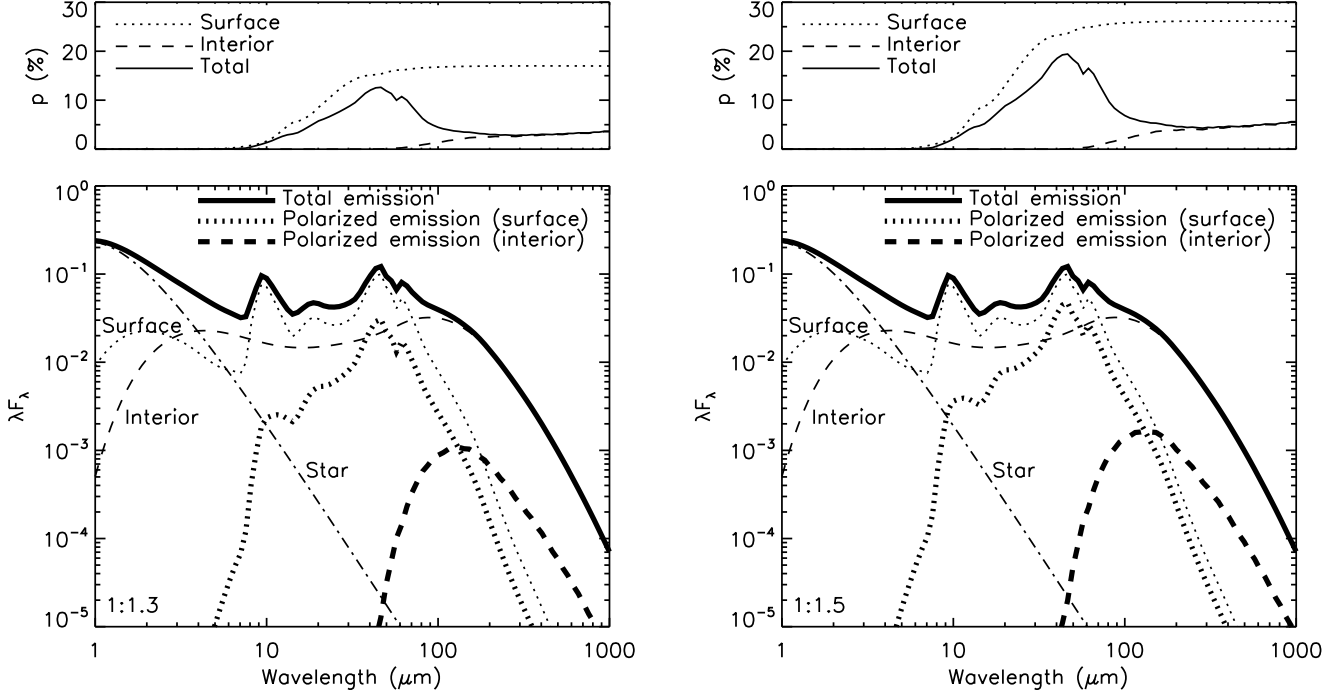 30
20
10
0
p (%)
Surface
Interior
Total
10⁰
10⁻¹
10⁻²
10⁻³
10⁻⁴
10⁻⁵
λF_λ
Total emission
Polarized emission (surface)
Polarized emission (interior)
Surface
Interior
Star
1:1.3
1
10
100
1000
Wavelength (μm)
30
20
10
0
p (%)
Surface
Interior
Total
10⁰
10⁻¹
10⁻²
10⁻³
10⁻⁴
10⁻⁵
λF_λ
Total emission
Polarized emission (surface)
Polarized emission (interior)
Surface
Interior
Star
1:1.5
1
10
100
1000
Wavelength (μm)